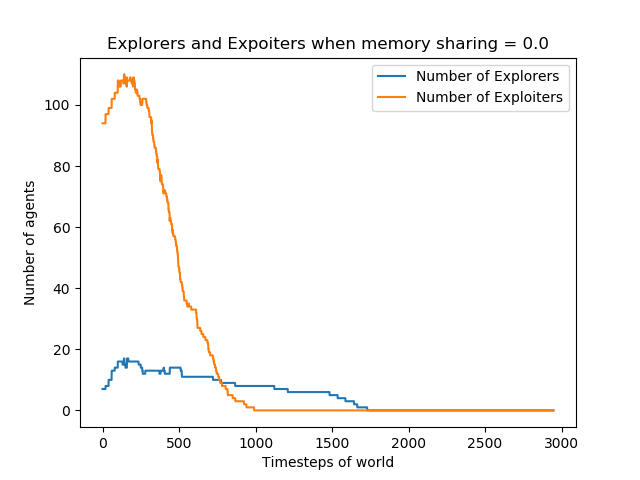 Explorers and Expoiters when memory sharing = 0.0
Number of Explorers
Number of Exploiters
Number of agents
100
80
60
40
20
0
0 500 1000 1500 2000 2500 3000
Timesteps of world